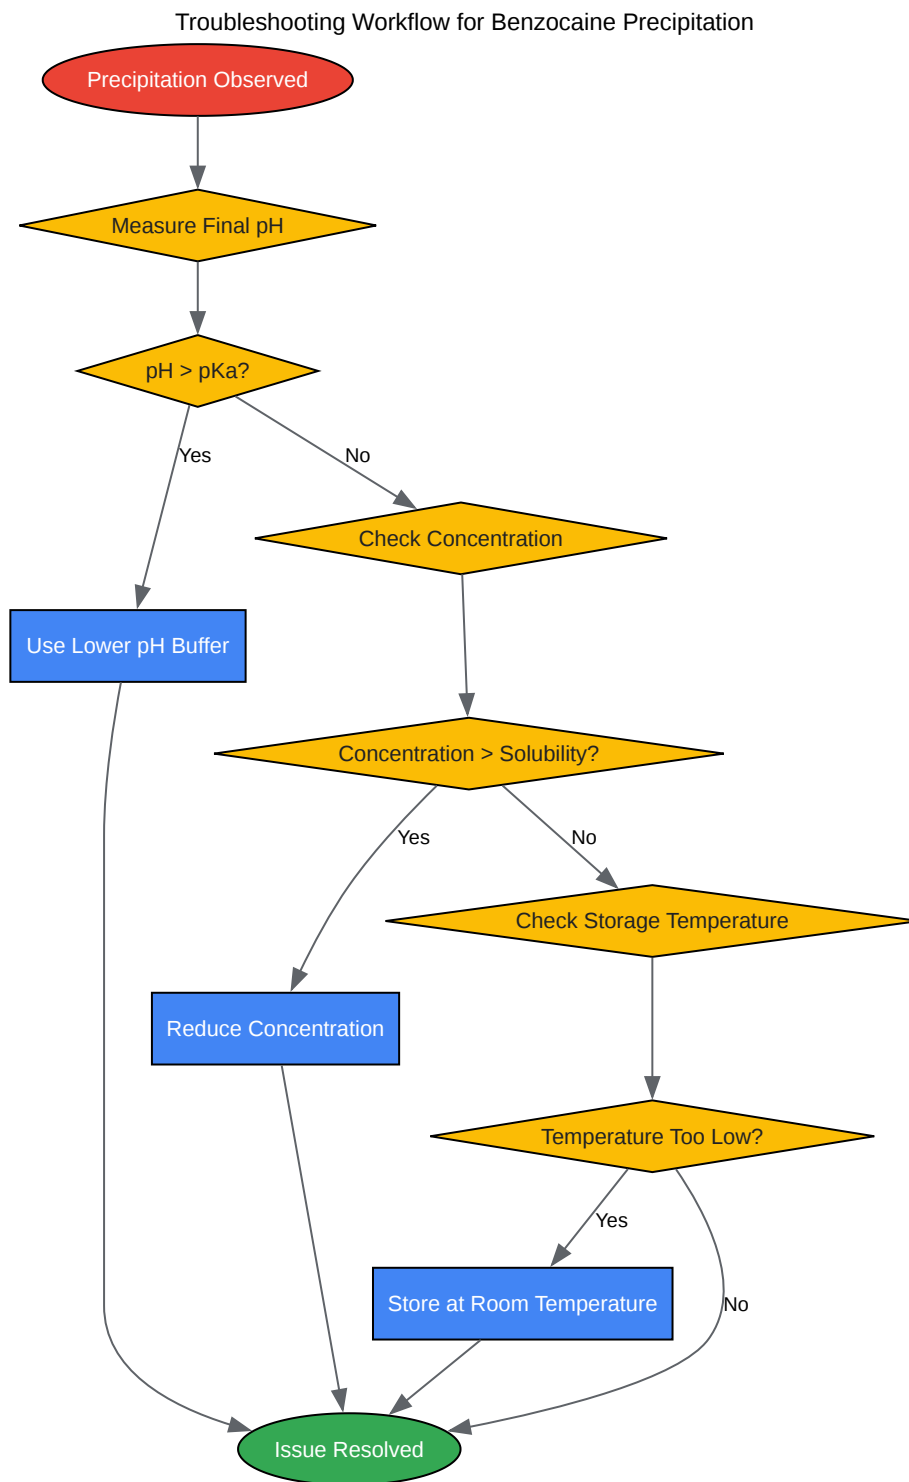 Troubleshooting Workflow for Benzocaine Precipitation
Precipitation Observed
Measure Final pH
pH > pKa?
Yes
No
Check Concentration
Use Lower pH Buffer
Concentration > Solubility?
Yes
No
Check Storage Temperature
Reduce Concentration
Temperature Too Low?
Yes
Store at Room Temperature
No
Issue Resolved